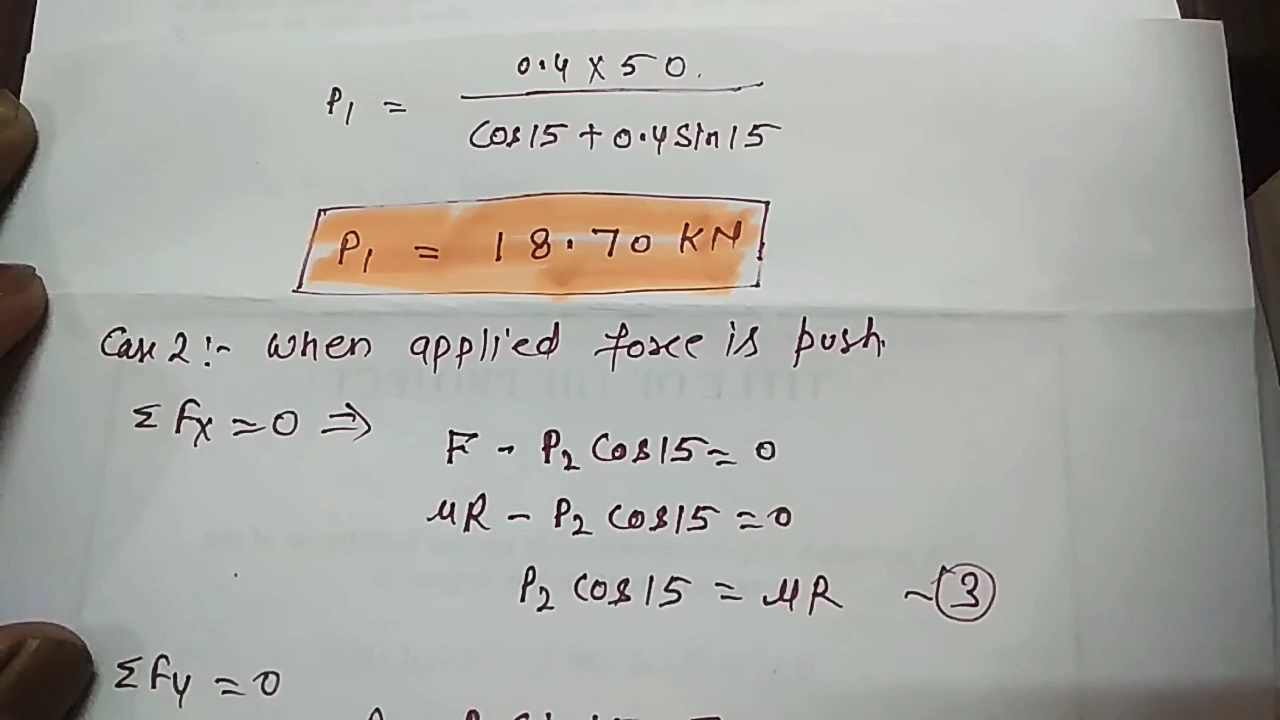 P₁ = 0.4 × 50. / Cos15 + 0.4 Sin15
P₁ = 18.70 KN
Case 2 :- When applied force is push.
ΣFx = 0 ⇒
F - P₂ Cos15 = 0
μR - P₂ Cos15 = 0
P₂ Cos15 = μR ~ ③
ΣFy = 0